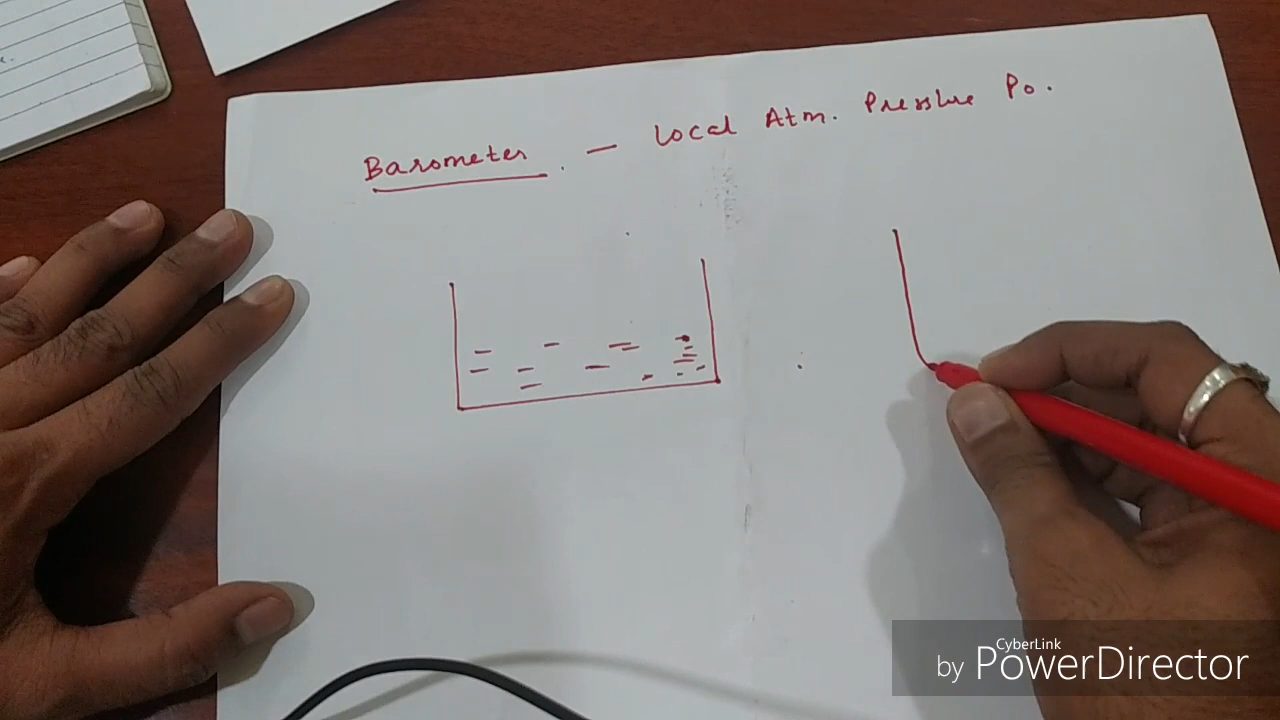 Barometer. — Local Atm. Pressure Po.
CyberLink
by PowerDirector